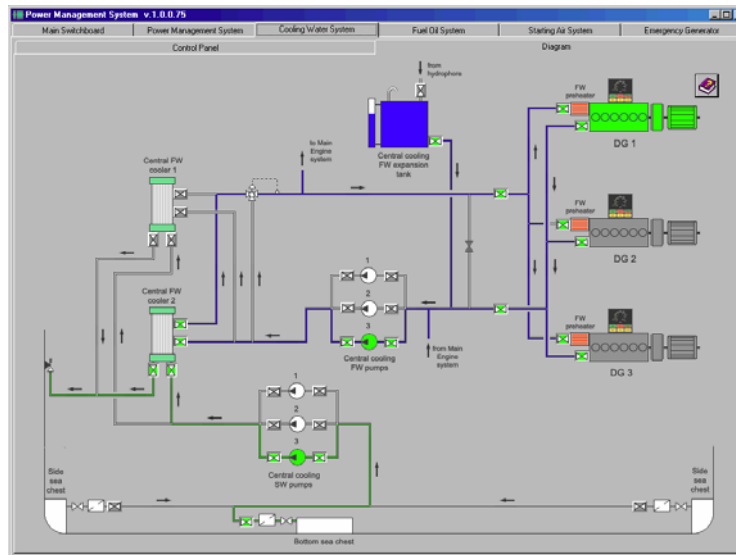 Power Management System v.1.0.0.75
Main Switchboard
Power Management System
Cooling Water System
Fuel Oil System
Starting Air System
Emergency Generator
Control Panel
Diagram
from
hydrophore
FW
preheater
DG 1
to Main
Engine
system
Central cooling
FW expansion
tank
Central FW
cooler 1
FW
preheater
DG 2
1
2
3
Central cooling
FW pumps
Central FW
cooler 2
from Main
Engine
system
FW
preheater
DG 3
1
2
3
Central cooling
SW pumps
Side
sea
chest
Side
sea
chest
Bottom sea chest